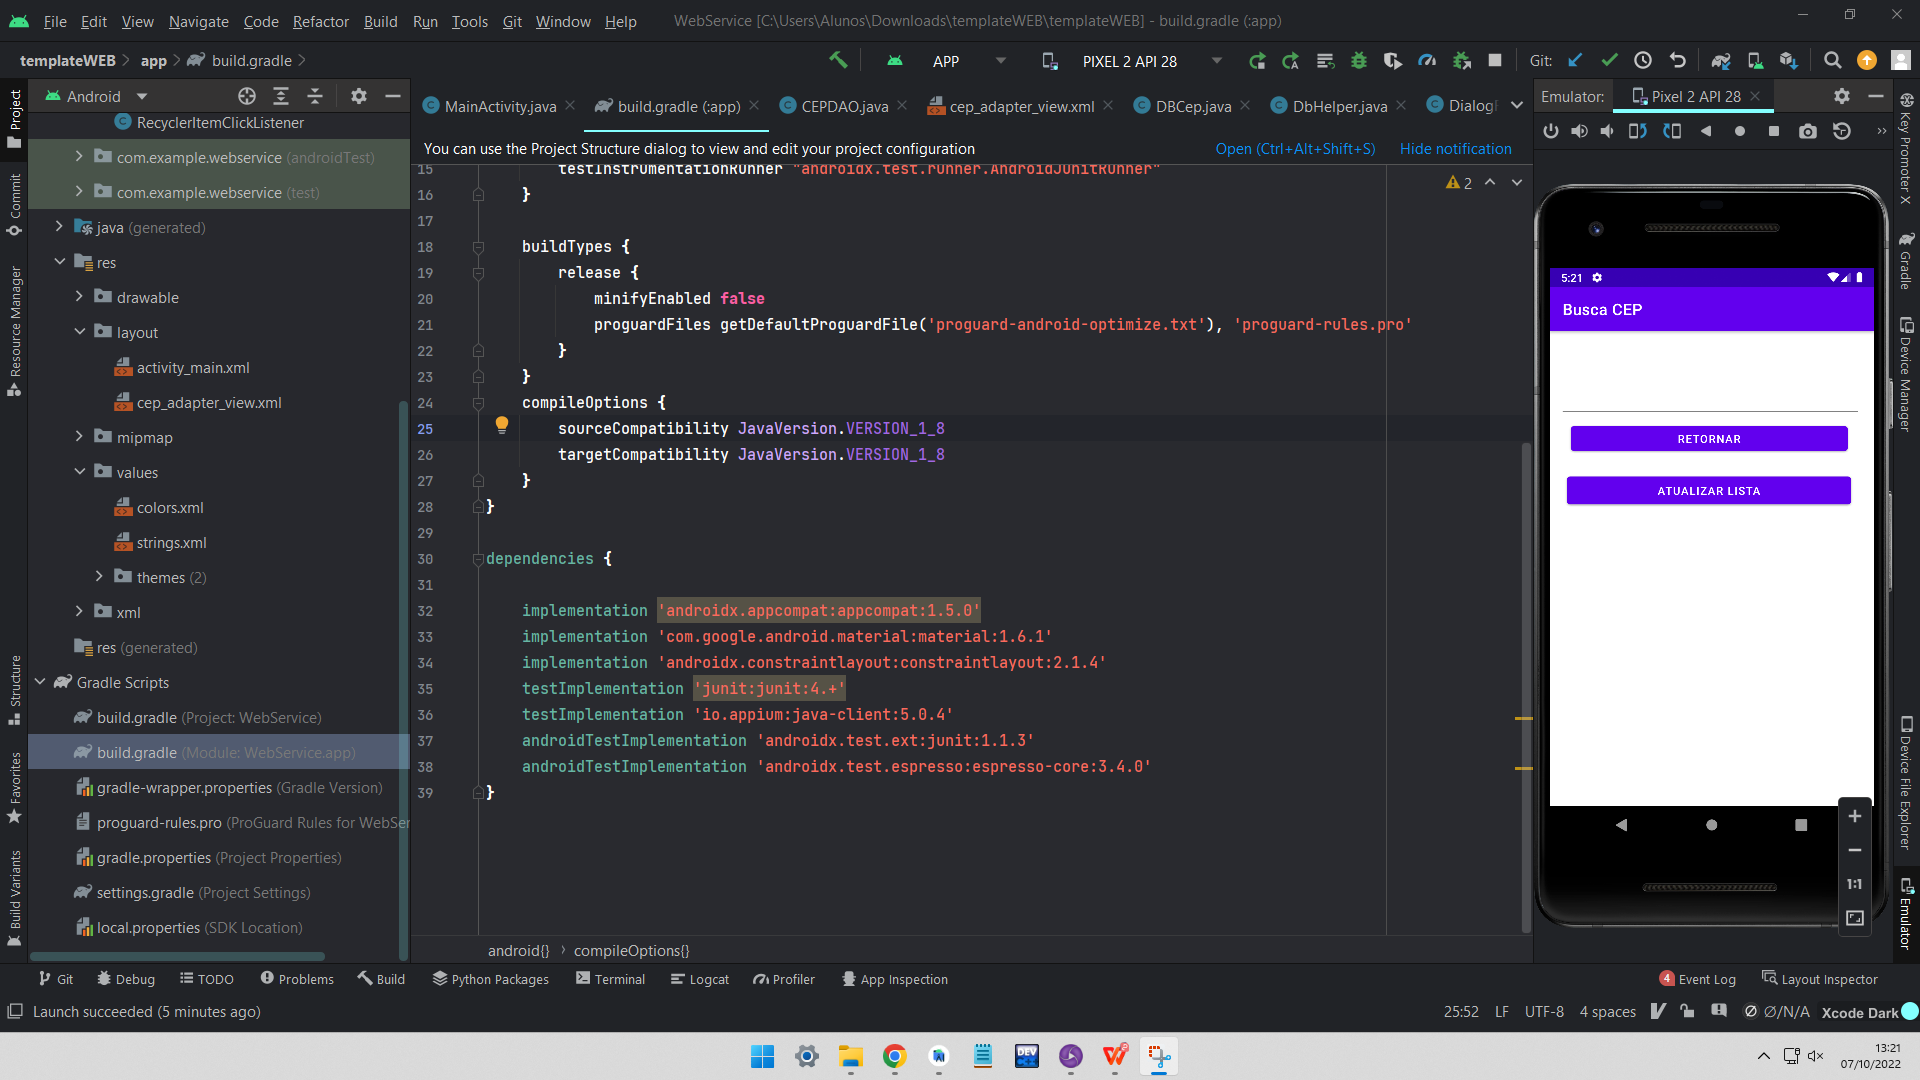 File Edit View Navigate Code Refactor Build Run Tools Git Window Help WebService [C:\Users\Alunos\Downloads\templateWEB\templateWEB] - build.gradle (:app)
templateWEB app build.gradle APP PIXEL 2 API 28 Git:
Android
MainActivity.java build.gradle (:app) CEPDAO.java cep_adapter_view.xml DBCep.java DbHelper.java Dialog
Emulator: Pixel 2 API 28
You can use the Project Structure dialog to view and edit your project configuration Open (Ctrl+Alt+Shift+S) Hide notification
RecyclerItemClickListener
com.example.webservice (androidTest)
com.example.webservice (test)
java (generated)
res
drawable
layout
activity_main.xml
cep_adapter_view.xml
mipmap
values
colors.xml
strings.xml
themes (2)
xml
res (generated)
Gradle Scripts
build.gradle (Project: WebService)
build.gradle (Module: WebService.app)
gradle-wrapper.properties (Gradle Version)
proguard-rules.pro (ProGuard Rules for WebSer
gradle.properties (Project Properties)
settings.gradle (Project Settings)
local.properties (SDK Location)
Project
Commit
Resource Manager
Structure
Favorites
Build Variants
2
15 testInstrumentationRunner "androidx.test.runner.AndroidJUnitRunner"
16 }
17
18 buildTypes {
19 release {
20 minifyEnabled false
21 proguardFiles getDefaultProguardFile('proguard-android-optimize.txt'), 'proguard-rules.pro'
22 }
23 }
24 compileOptions {
25 sourceCompatibility JavaVersion.VERSION_1_8
26 targetCompatibility JavaVersion.VERSION_1_8
27 }
28 }
29
30 dependencies {
31
32 implementation 'androidx.appcompat:appcompat:1.5.0'
33 implementation 'com.google.android.material:material:1.6.1'
34 implementation 'androidx.constraintlayout:constraintlayout:2.1.4'
35 testImplementation 'junit:junit:4.+'
36 testImplementation 'io.appium:java-client:5.0.4'
37 androidTestImplementation 'androidx.test.ext:junit:1.1.3'
38 androidTestImplementation 'androidx.test.espresso:espresso-core:3.4.0'
39 }
android{} compileOptions{}
5:21
Busca CEP
RETORNAR
ATUALIZAR LISTA
1:1
Key Promoter X
Gradle
Device Manager
Device File Explorer
Emulator
Git Debug TODO Problems Build Python Packages Terminal Logcat Profiler App Inspection 4 Event Log Layout Inspector
Launch succeeded (5 minutes ago) 25:52 LF UTF-8 4 spaces Ø/N/A Xcode Dark
DEV
13:21
07/10/2022